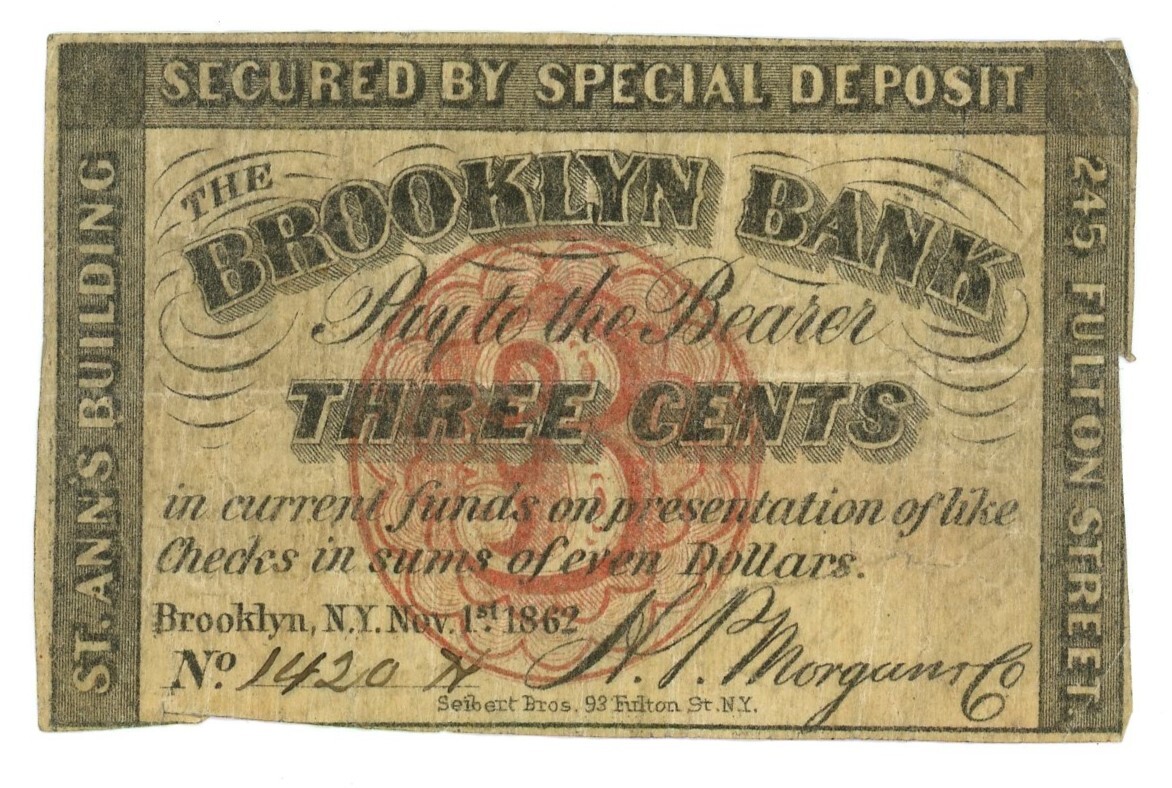 SECURED BY SPECIAL DEPOSIT
ST. ANN'S BUILDING
245 FULTON STREET.
THE
BROOKLYN BANK
Pay to the Bearer
3
THREE CENTS
in current funds on presentation of like
Checks in sums of even Dollars.
Brooklyn, N.Y. Nov. 1st 1862
No. 1420
H. P. Morgan & Co
Seibert Bros. 93 Fulton St. N.Y.